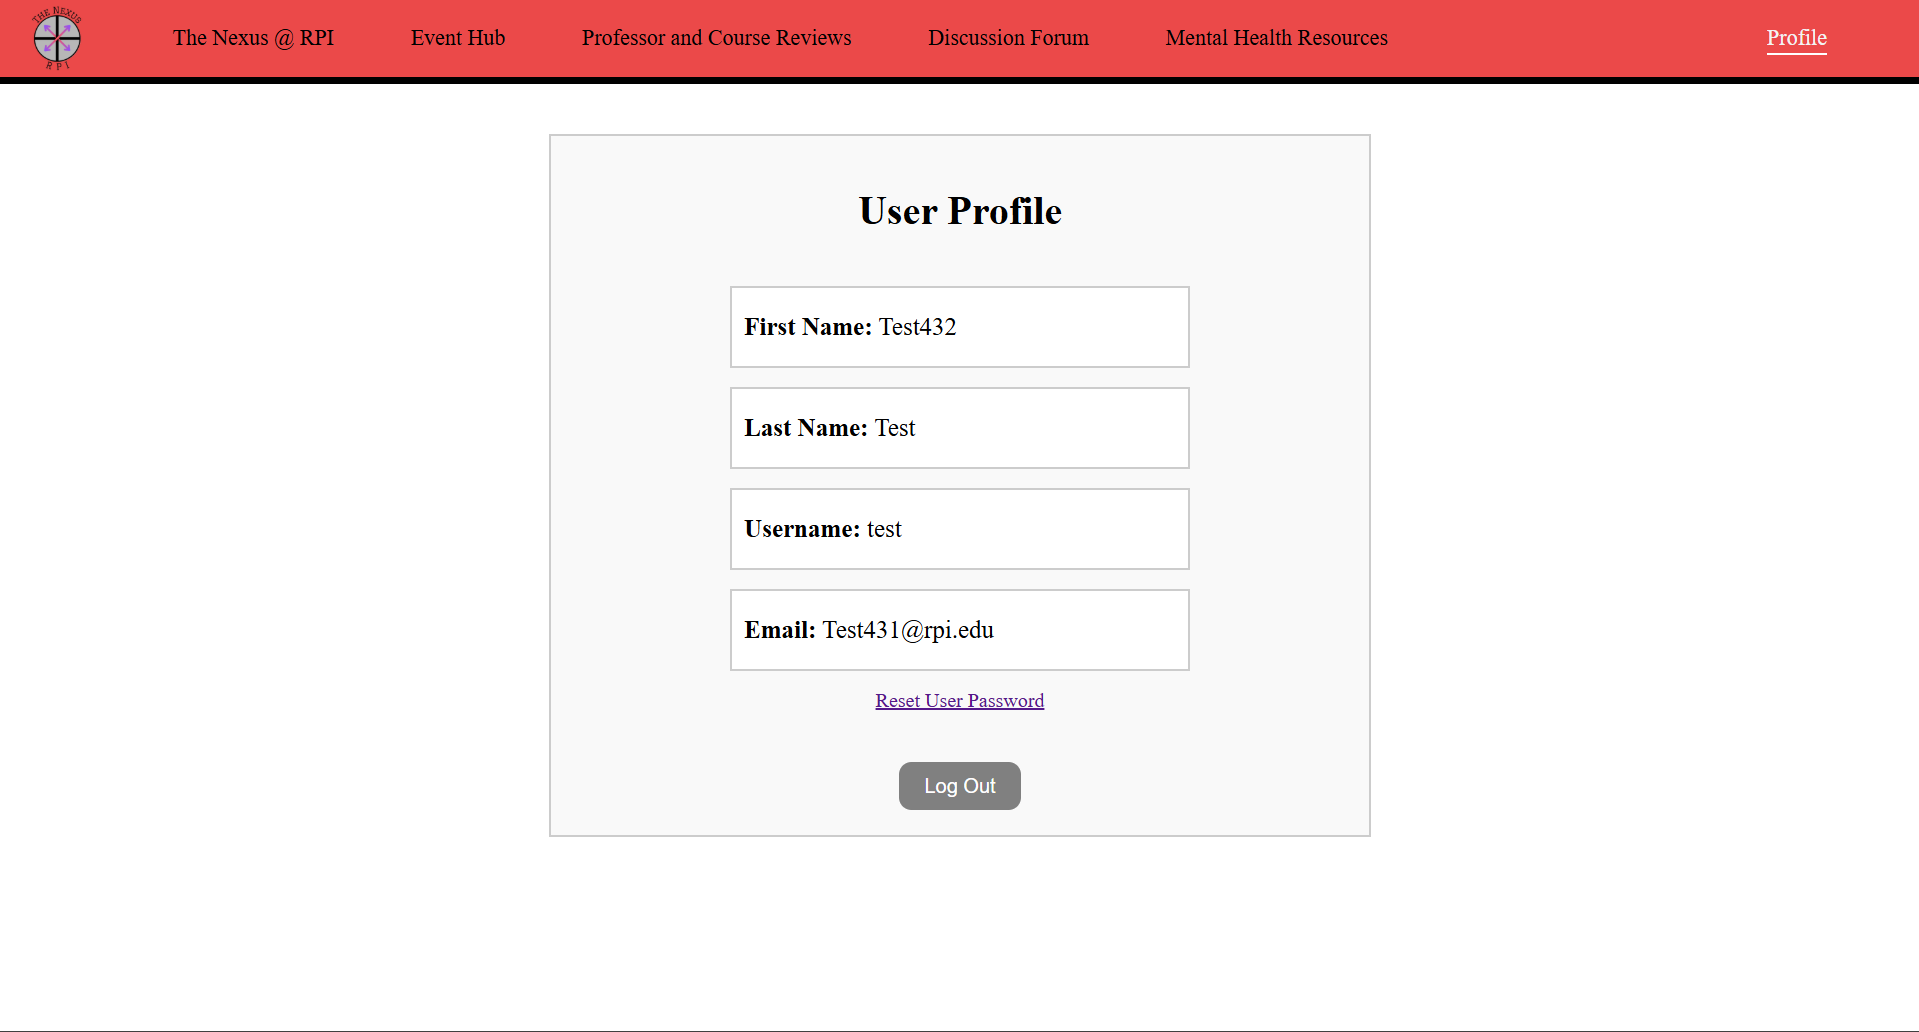 THE NEXUS
RPI
The Nexus @ RPI
Event Hub
Professor and Course Reviews
Discussion Forum
Mental Health Resources
Profile
User Profile
First Name: Test432
Last Name: Test
Username: test
Email: Test431@rpi.edu
Reset User Password
Log Out